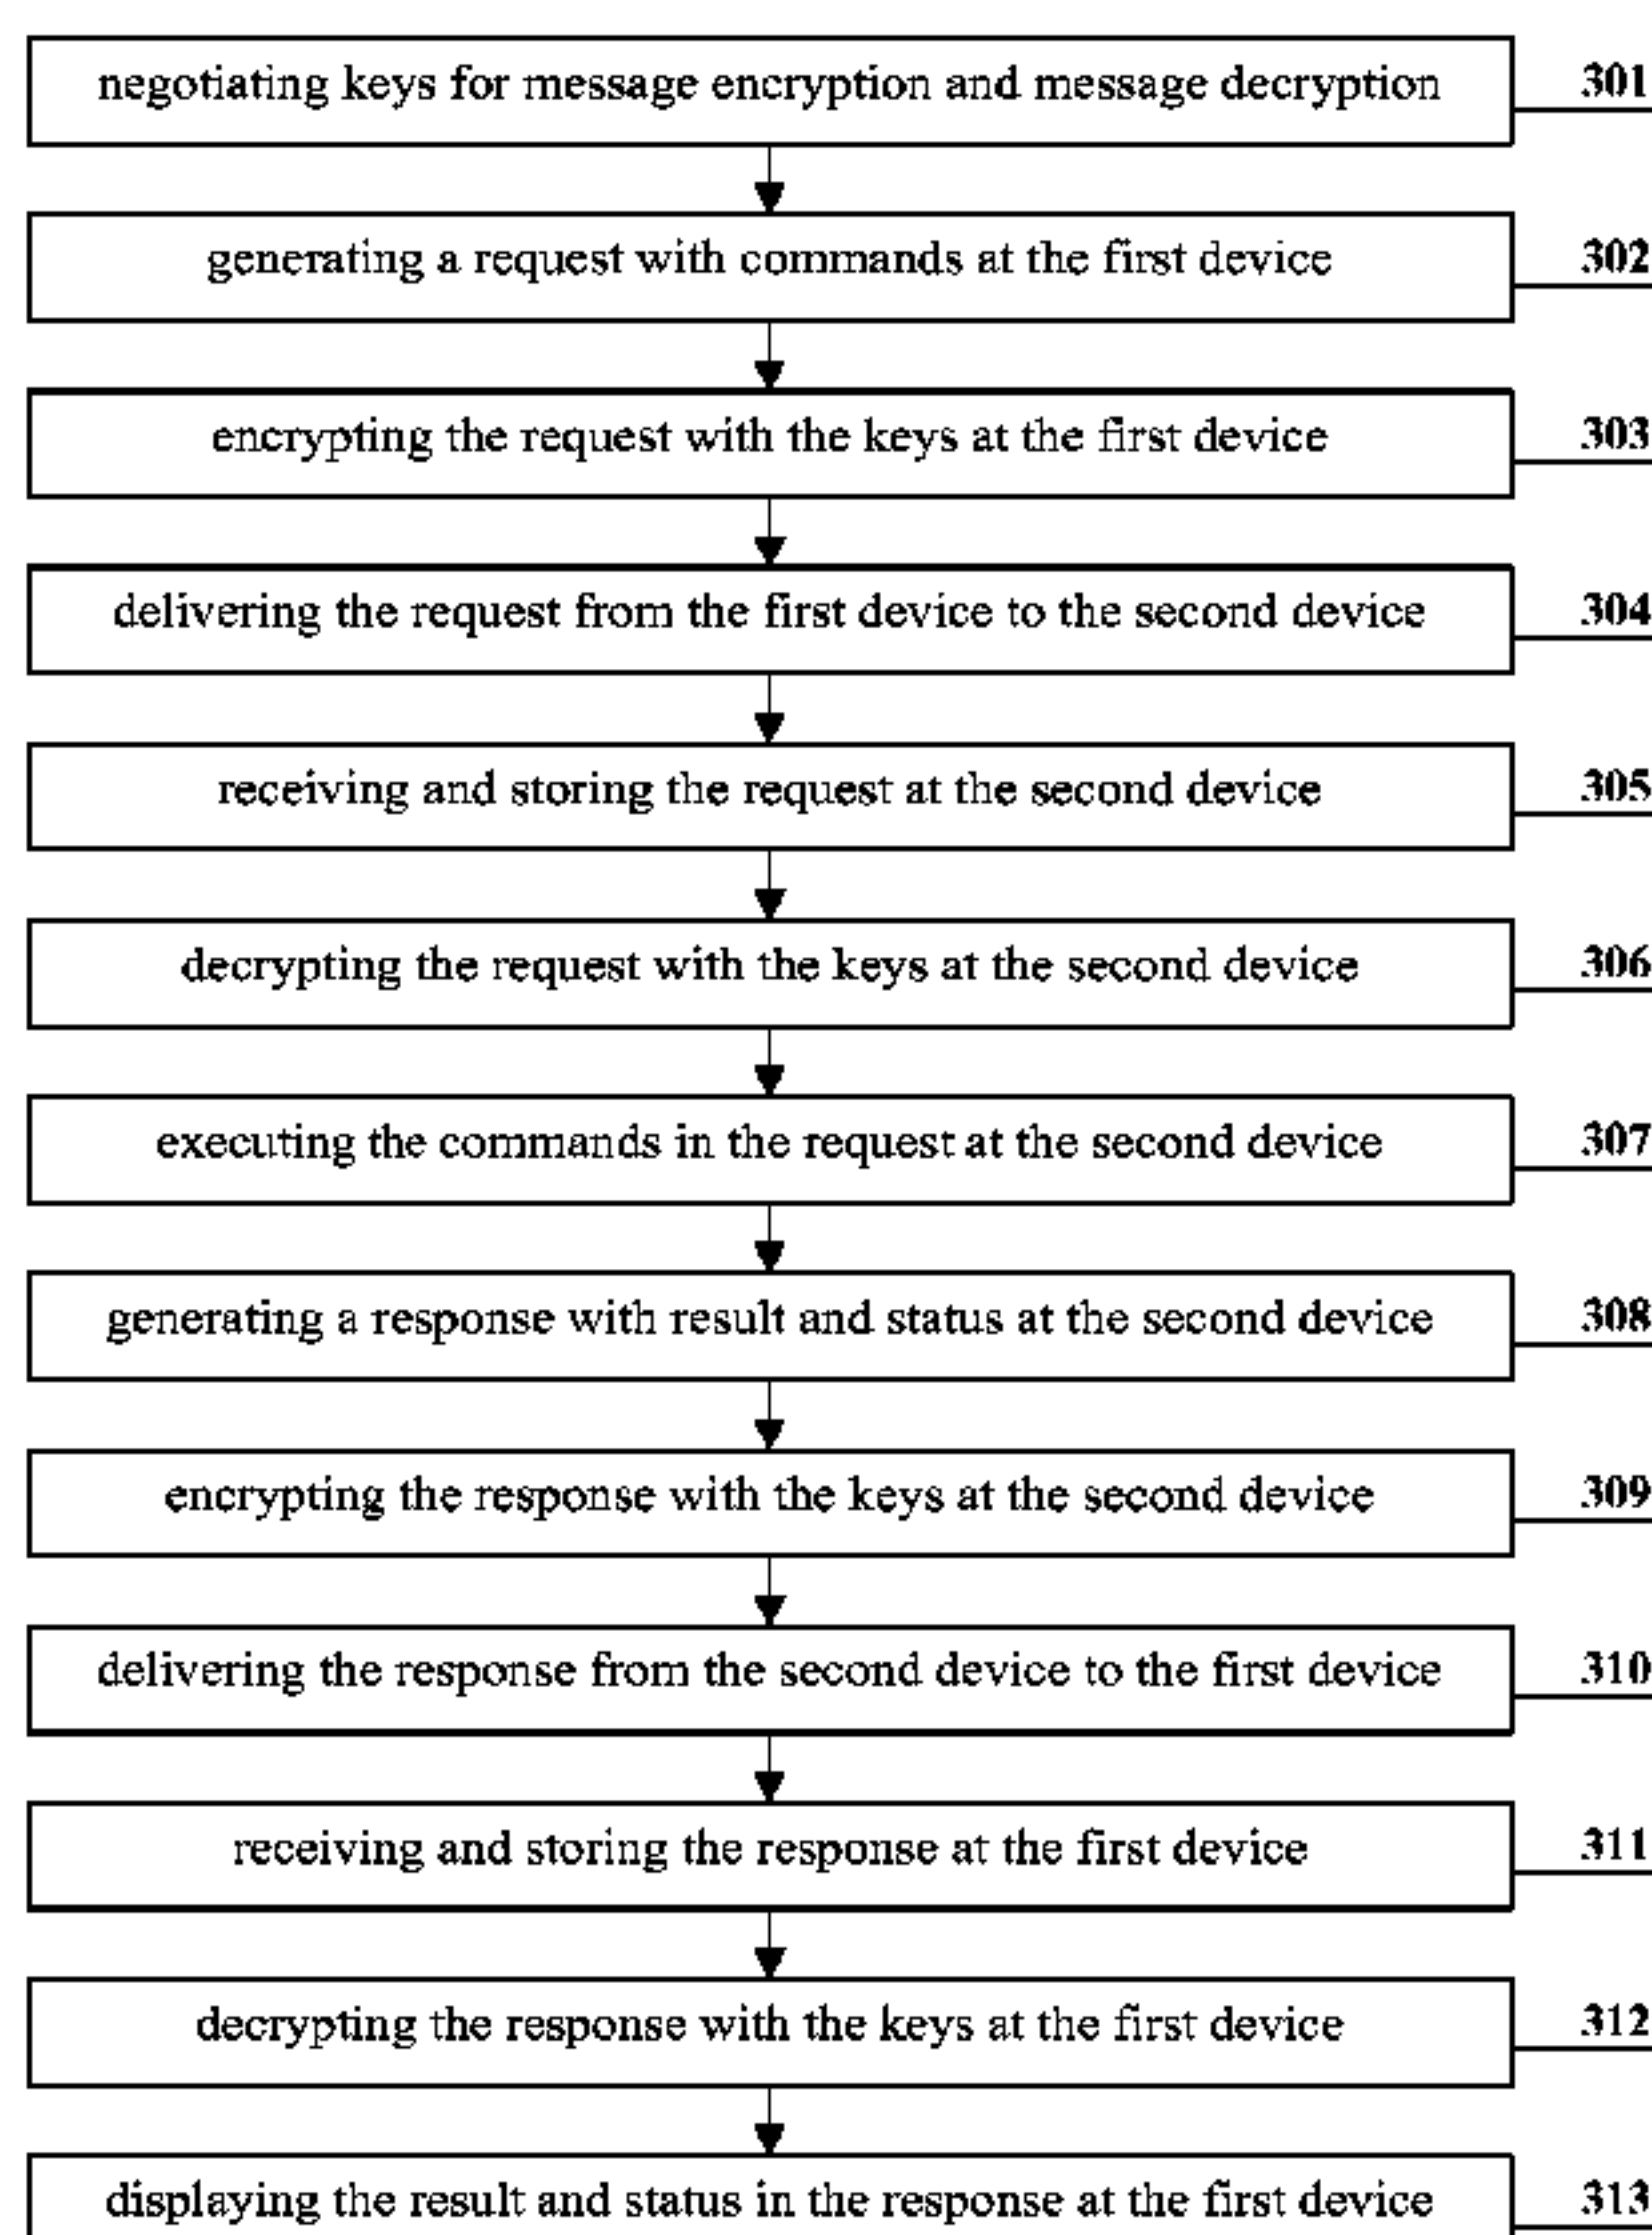 negotiating keys for message encryption and message decryption 301
generating a request with commands at the first device 302
encrypting the request with the keys at the first device 303
delivering the request from the first device to the second device 304
receiving and storing the request at the second device 305
decrypting the request with the keys at the second device 306
executing the commands in the request at the second device 307
generating a response with result and status at the second device 308
encrypting the response with the keys at the second device 309
delivering the response from the second device to the first device 310
receiving and storing the response at the first device 311
decrypting the response with the keys at the first device 312
displaying the result and status in the response at the first device 313